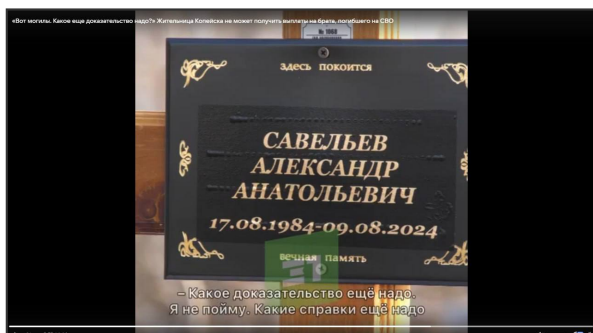 «Вот могилы. Какое еще доказательство надо?» Жительница Копейска не может получить выплаты на брата, погибшего на СВО
№ 1068
здесь покоится
САВЕЛЬЕВ
АЛЕКСАНДР
АНАТОЛЬЕВИЧ
17.08.1984-09.08.2024
вечная память
– Какое доказательство ещё надо.
Я не пойму. Какие справки ещё надо